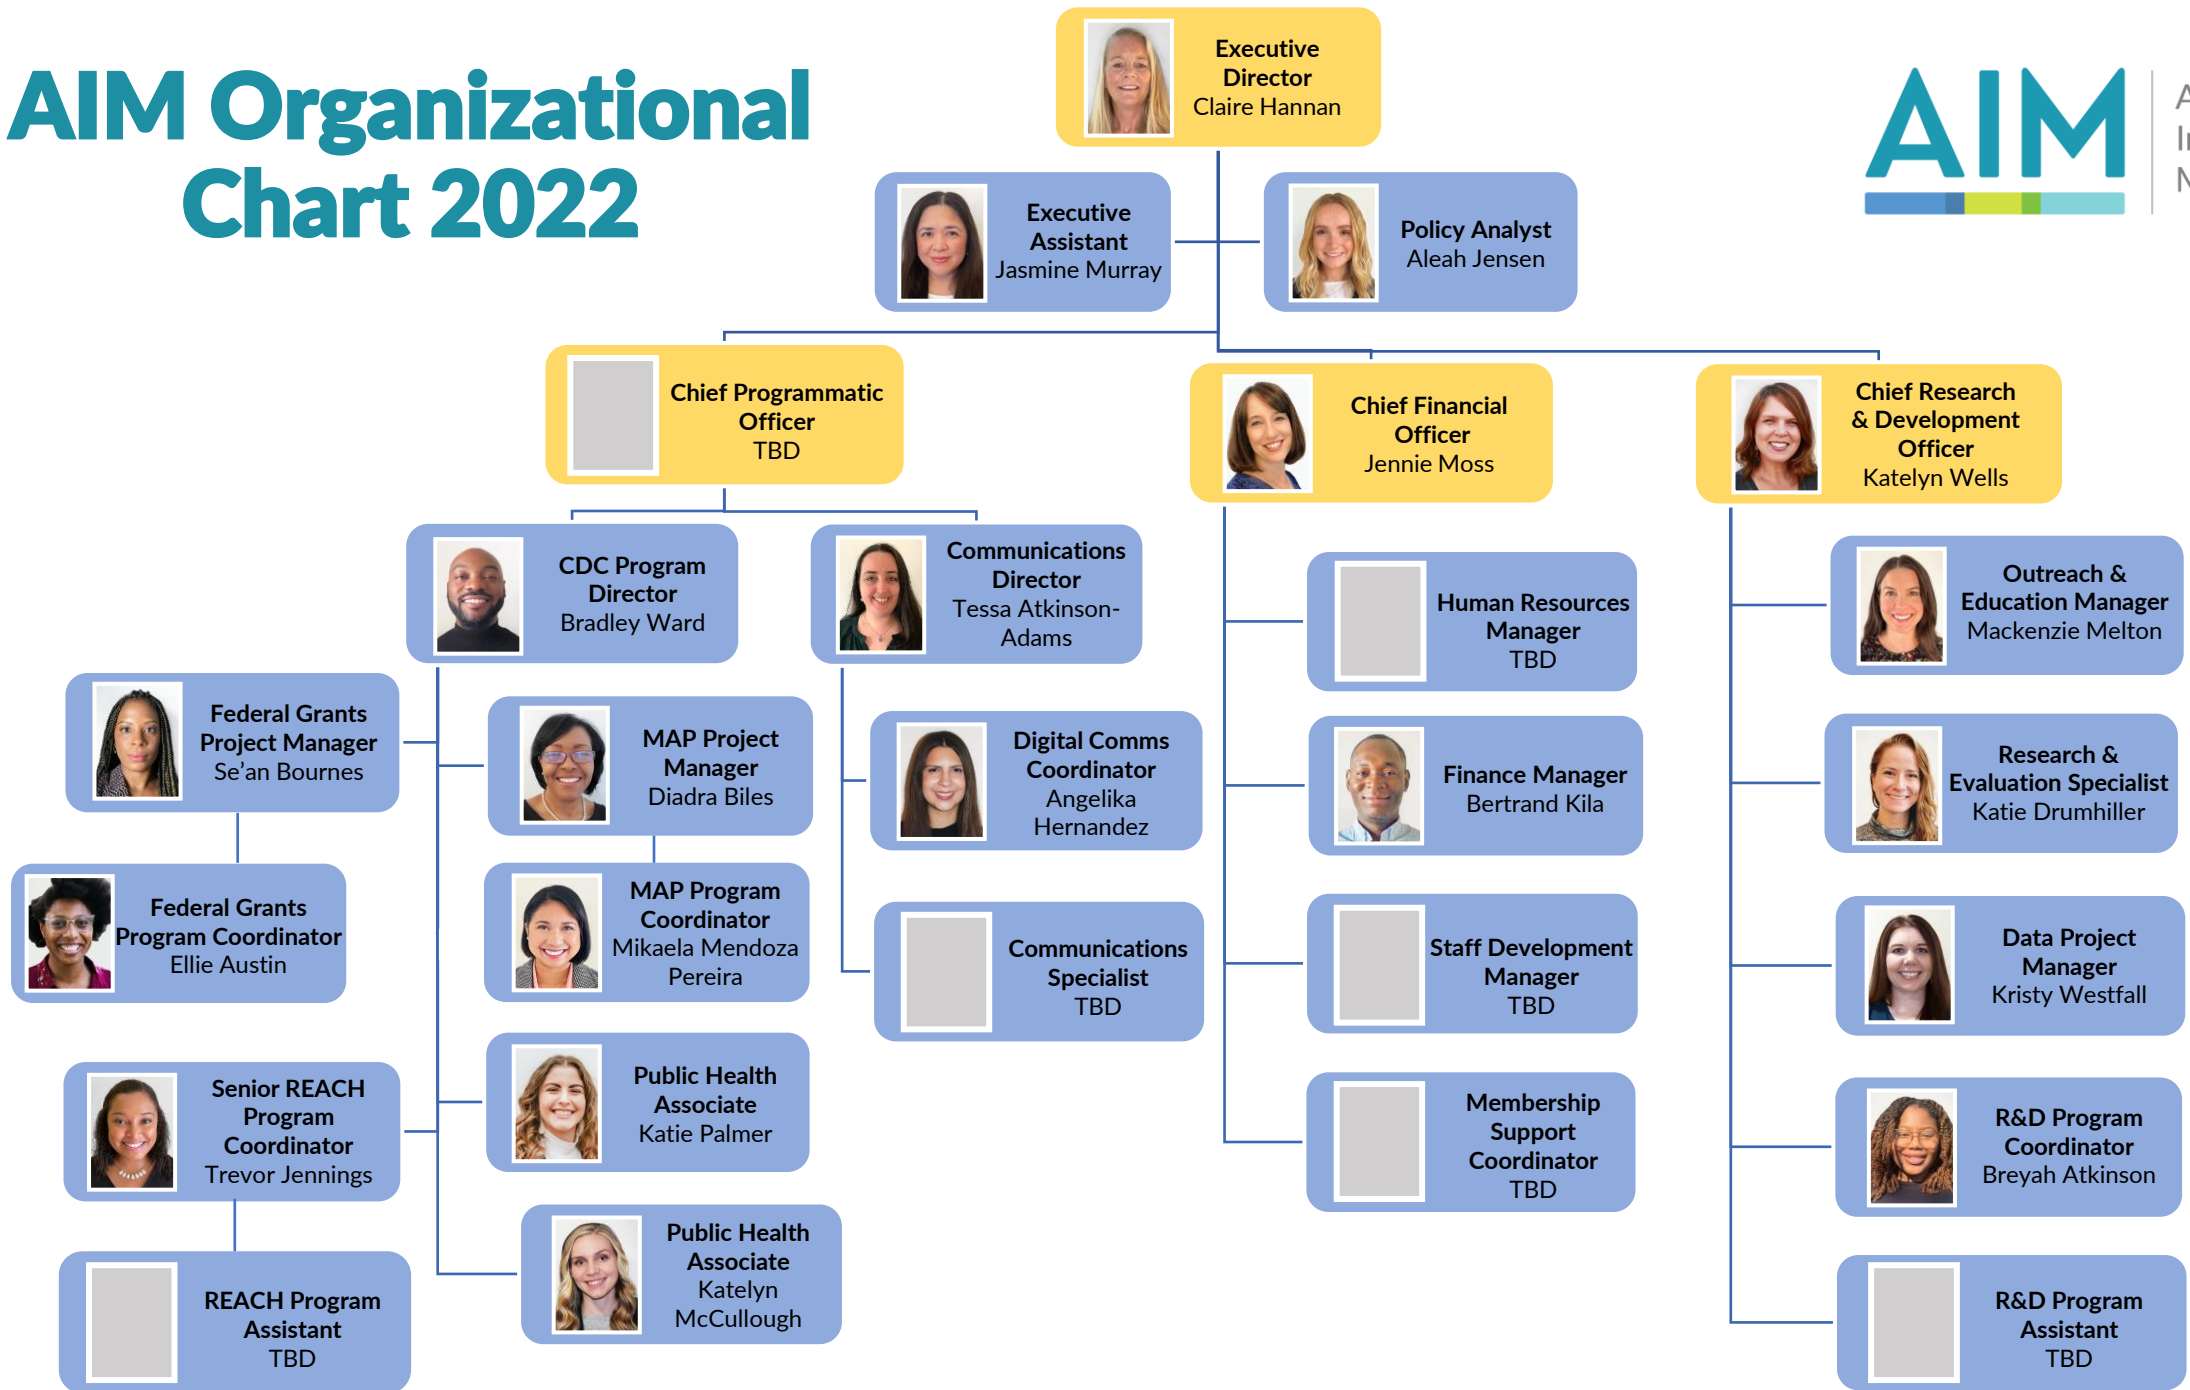 AIM Organizational
Chart 2022
Executive
Director
Claire Hannan
AIM
Executive
Assistant
Jasmine Murray
Policy Analyst
Aleah Jensen
Chief Programmatic
Officer
TBD
Chief Financial
Officer
Jennie Moss
Chief Research
& Development
Officer
Katelyn Wells
CDC Program
Director
Bradley Ward
Communications
Director
Tessa Atkinson-
Adams
Federal Grants
Project Manager
Se’an Bournes
Federal Grants
Program Coordinator
Ellie Austin
MAP Project
Manager
Diadra Biles
MAP Program
Coordinator
Mikaela Mendoza
Pereira
Senior REACH
Program
Coordinator
Trevor Jennings
REACH Program
Assistant
TBD
Public Health
Associate
Katie Palmer
Public Health
Associate
Katelyn
McCullough
Digital Comms
Coordinator
Angelika
Hernandez
Communications
Specialist
TBD
Human Resources
Manager
TBD
Finance Manager
Bertrand Kila
Staff Development
Manager
TBD
Membership
Support
Coordinator
TBD
Outreach &
Education Manager
Mackenzie Melton
Research &
Evaluation Specialist
Katie Drumhiller
Data Project
Manager
Kristy Westfall
R&D Program
Coordinator
Breyah Atkinson
R&D Program
Assistant
TBD